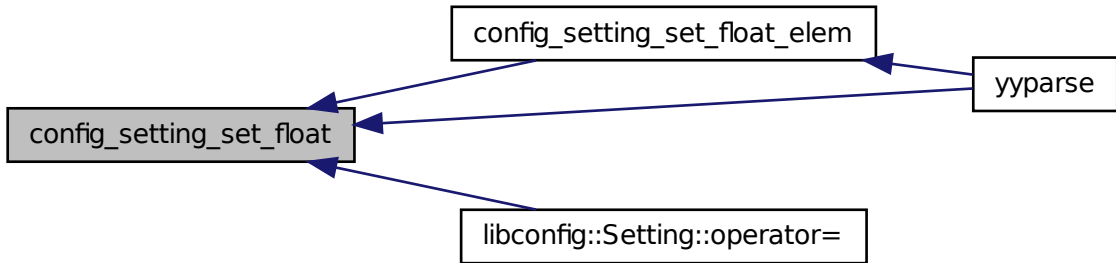 config_setting_set_float_elem
yyparse
config_setting_set_float
libconfig::Setting::operator=